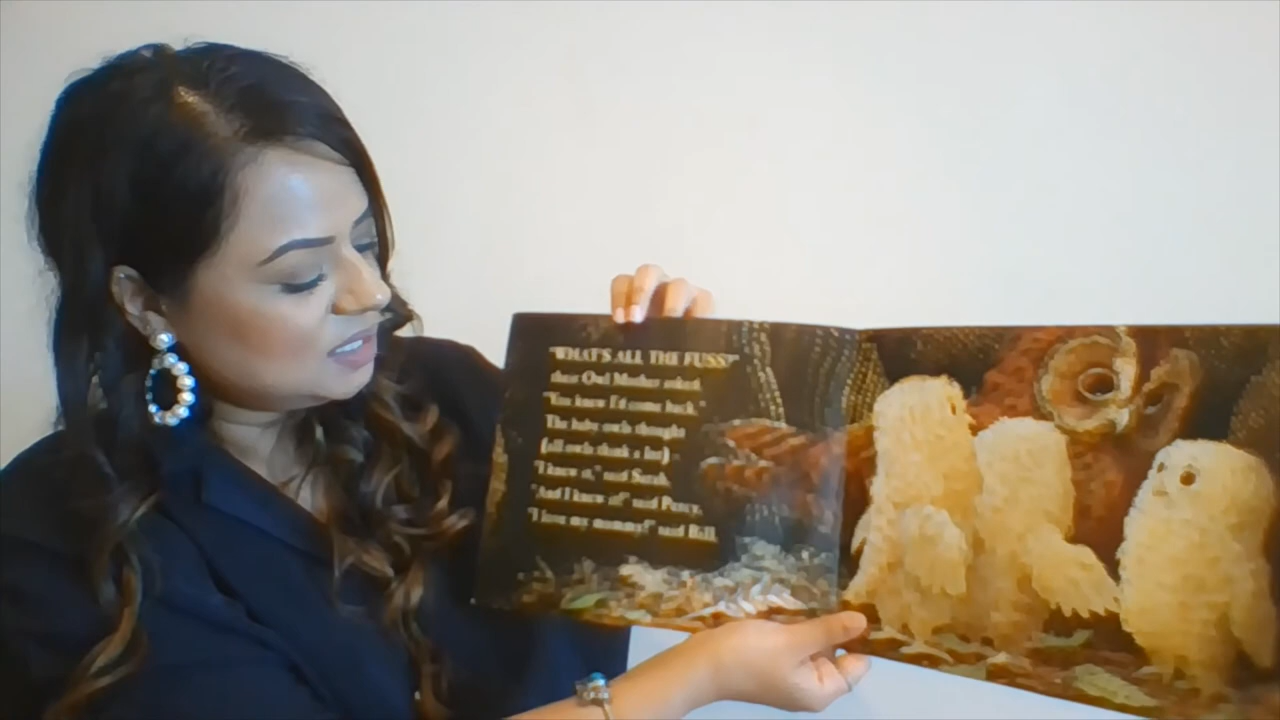 "WHAT'S ALL THE FUSS?"
their Owl Mother asked.
"You knew I'd come back."
The baby owls thought
(all owls think a lot) –
"I knew it," said Sarah.
"And I knew it!" said Percy.
"I love my mommy!" said Bill.